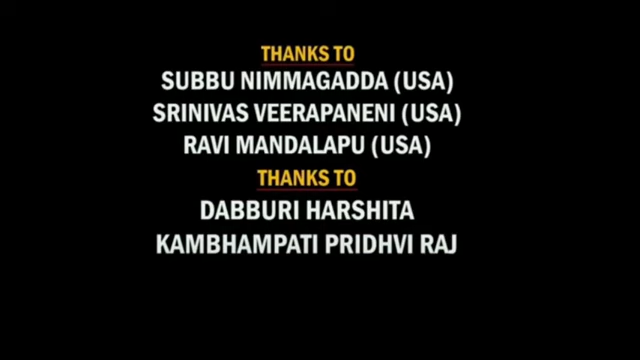 THANKS TO
SUBBU NIMMAGADDA (USA)
SRINIVAS VEERAPANENI (USA)
RAVI MANDALAPU (USA)
THANKS TO
DABBURI HARSHITA
KAMBHAMPATI PRIDHVI RAJ